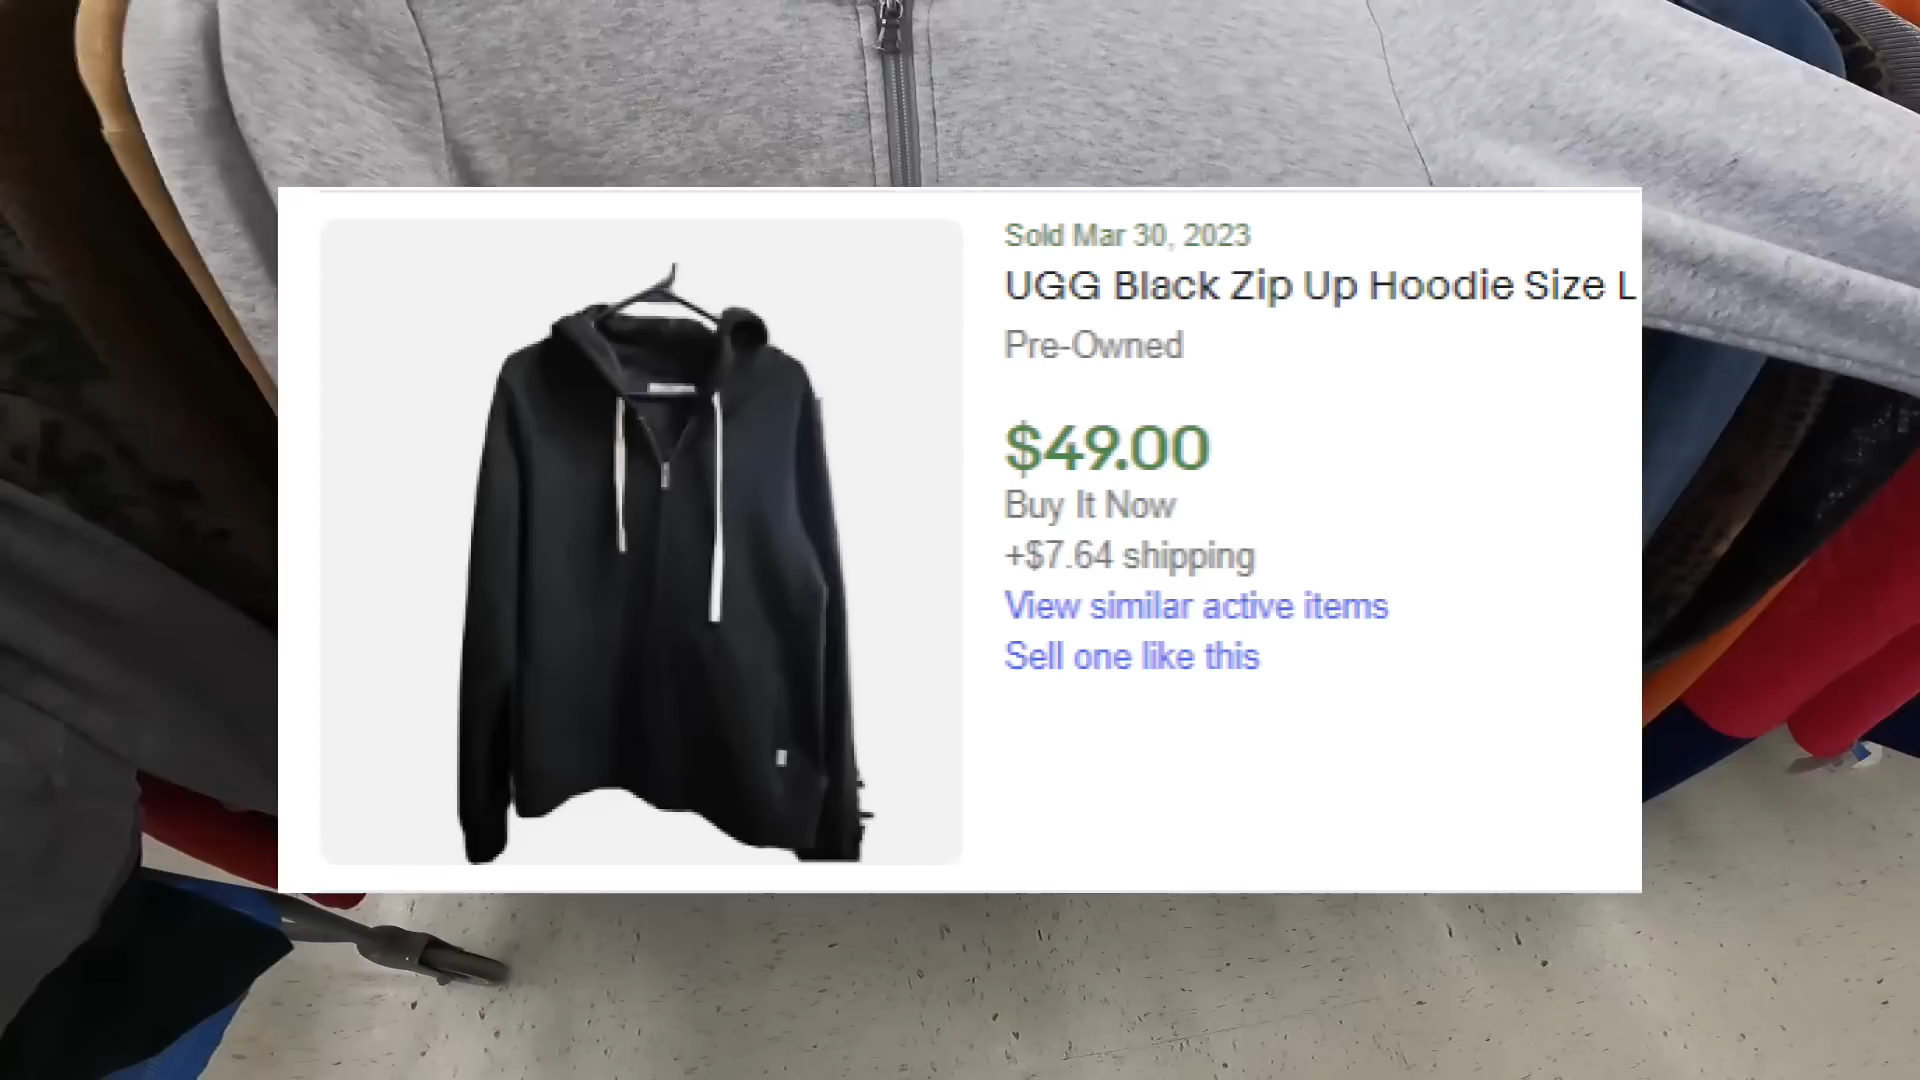 Sold Mar 30, 2023
UGG Black Zip Up Hoodie Size L
Pre-Owned
$49.00
Buy It Now
+$7.64 shipping
View similar active items
Sell one like this